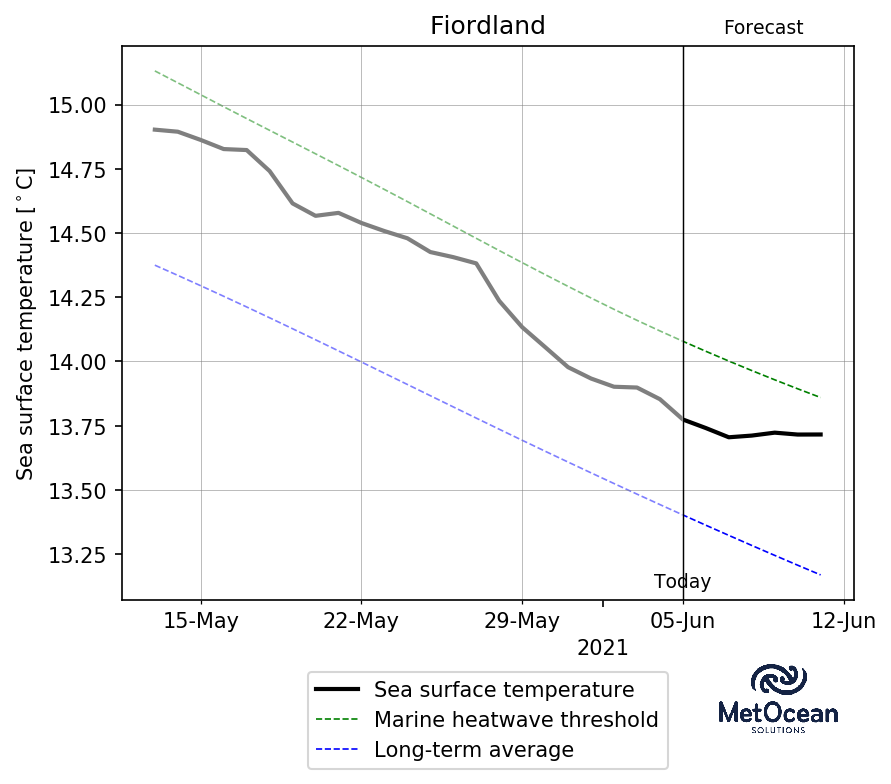 Fiordland
Forecast
Sea surface temperature [°C]
15.00
14.75
14.50
14.25
14.00
13.75
13.50
13.25
Today
15-May
22-May
29-May
05-Jun
12-Jun
2021
Sea surface temperature
Marine heatwave threshold
Long-term average
MetOcean
SOLUTIONS